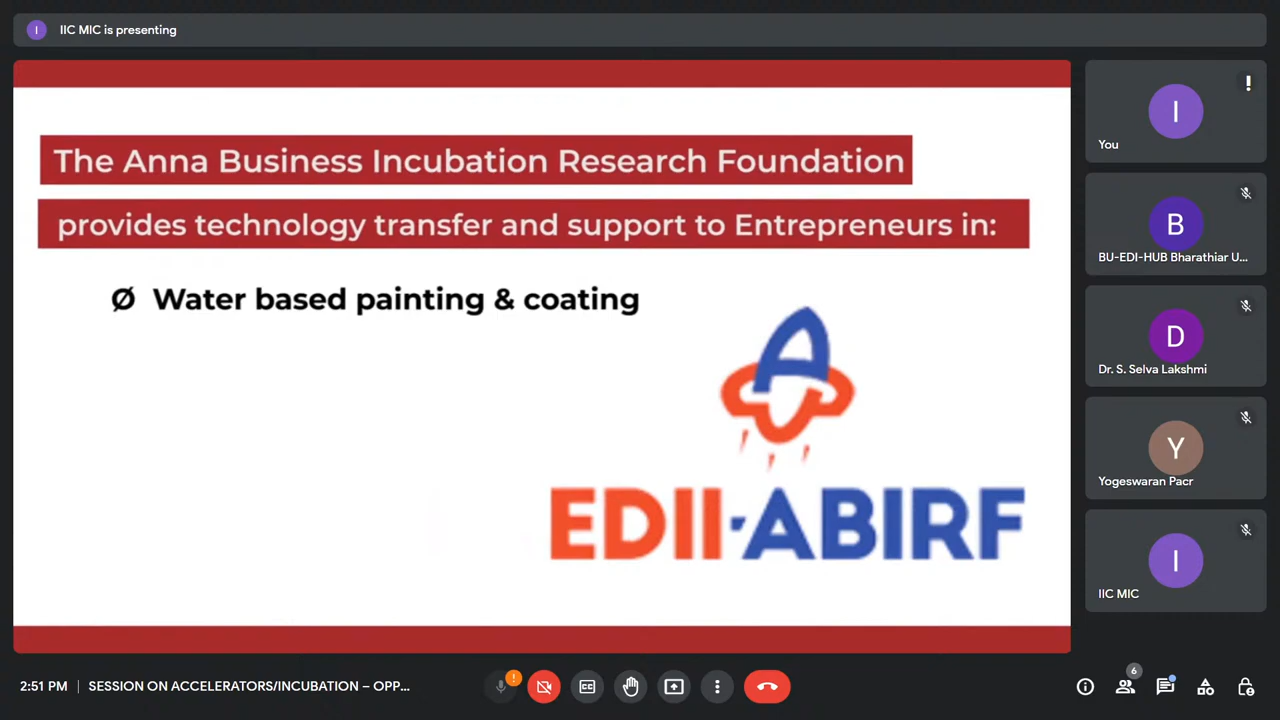 I
IIC MIC is presenting
The Anna Business Incubation Research Foundation
provides technology transfer and support to Entrepreneurs in:
Ø Water based painting & coating
EDII-ABIRF
I
You
B
BU-EDI-HUB Bharathiar U...
D
Dr. S. Selva Lakshmi
Y
Yogeswaran Pacr
I
IIC MIC
2:51 PM | SESSION ON ACCELERATORS/INCUBATION – OPP...
6